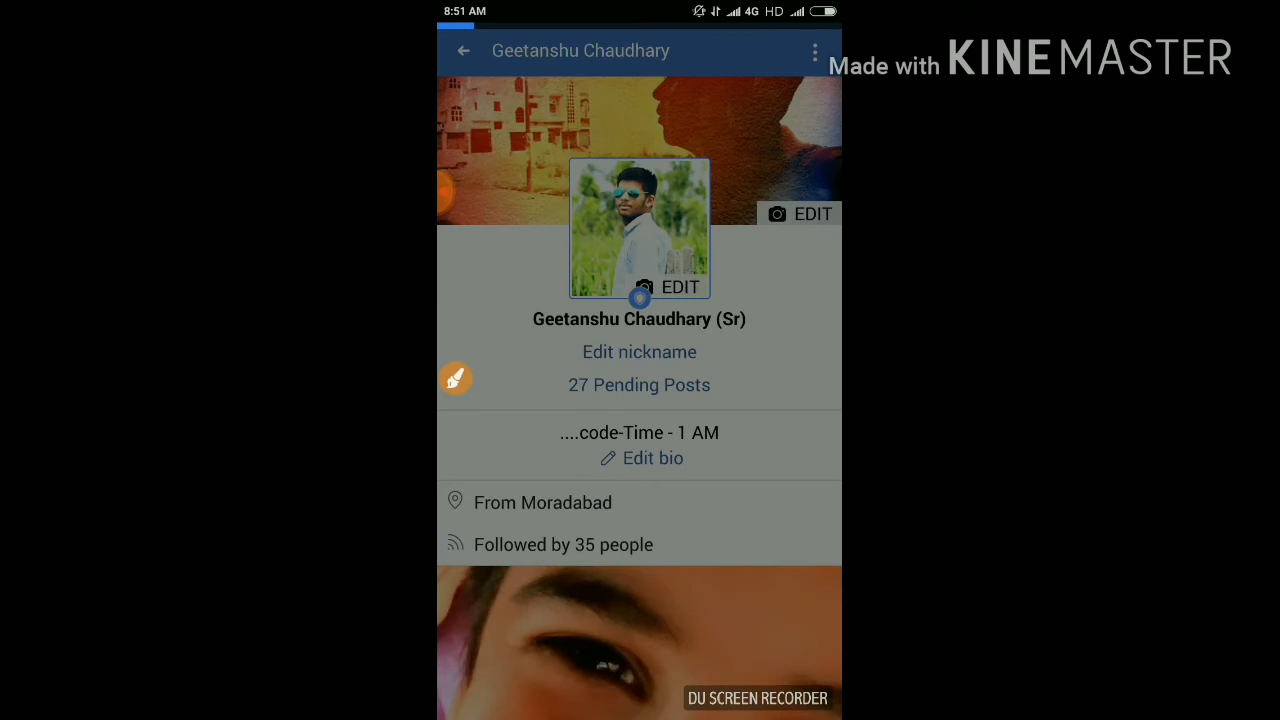 8:51 AM
4G HD
Geetanshu Chaudhary
Made with KINEMASTER
EDIT
EDIT
Geetanshu Chaudhary (Sr)
Edit nickname
27 Pending Posts
....code-Time - 1 AM
Edit bio
From Moradabad
Followed by 35 people
DU SCREEN RECORDER